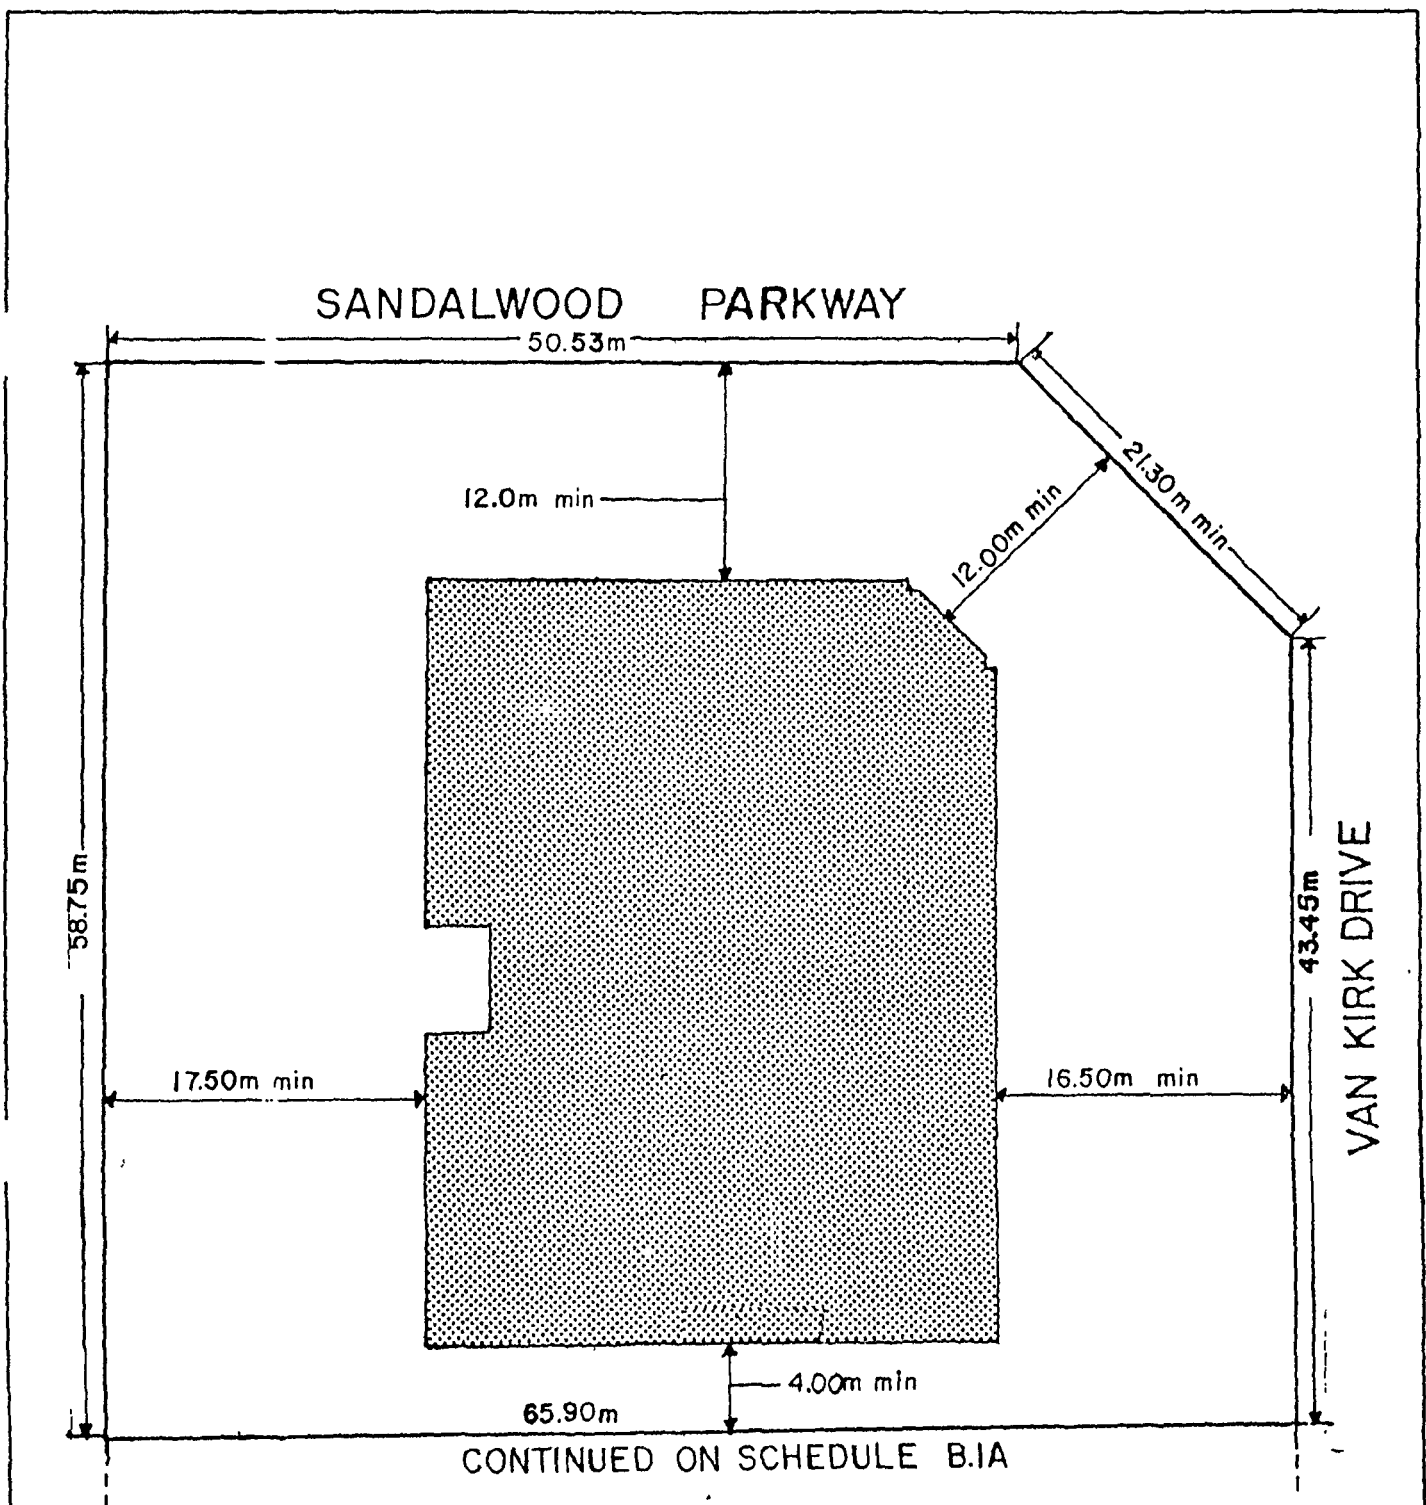 SANDALWOOD PARKWAY
50.53m
21.30m min
12.0m min
12.00m min
58.75m
43.45m
VAN KIRK DRIVE
17.50m min
16.50m min
4.00m min
65.90m
CONTINUED ON SCHEDULE B.1A